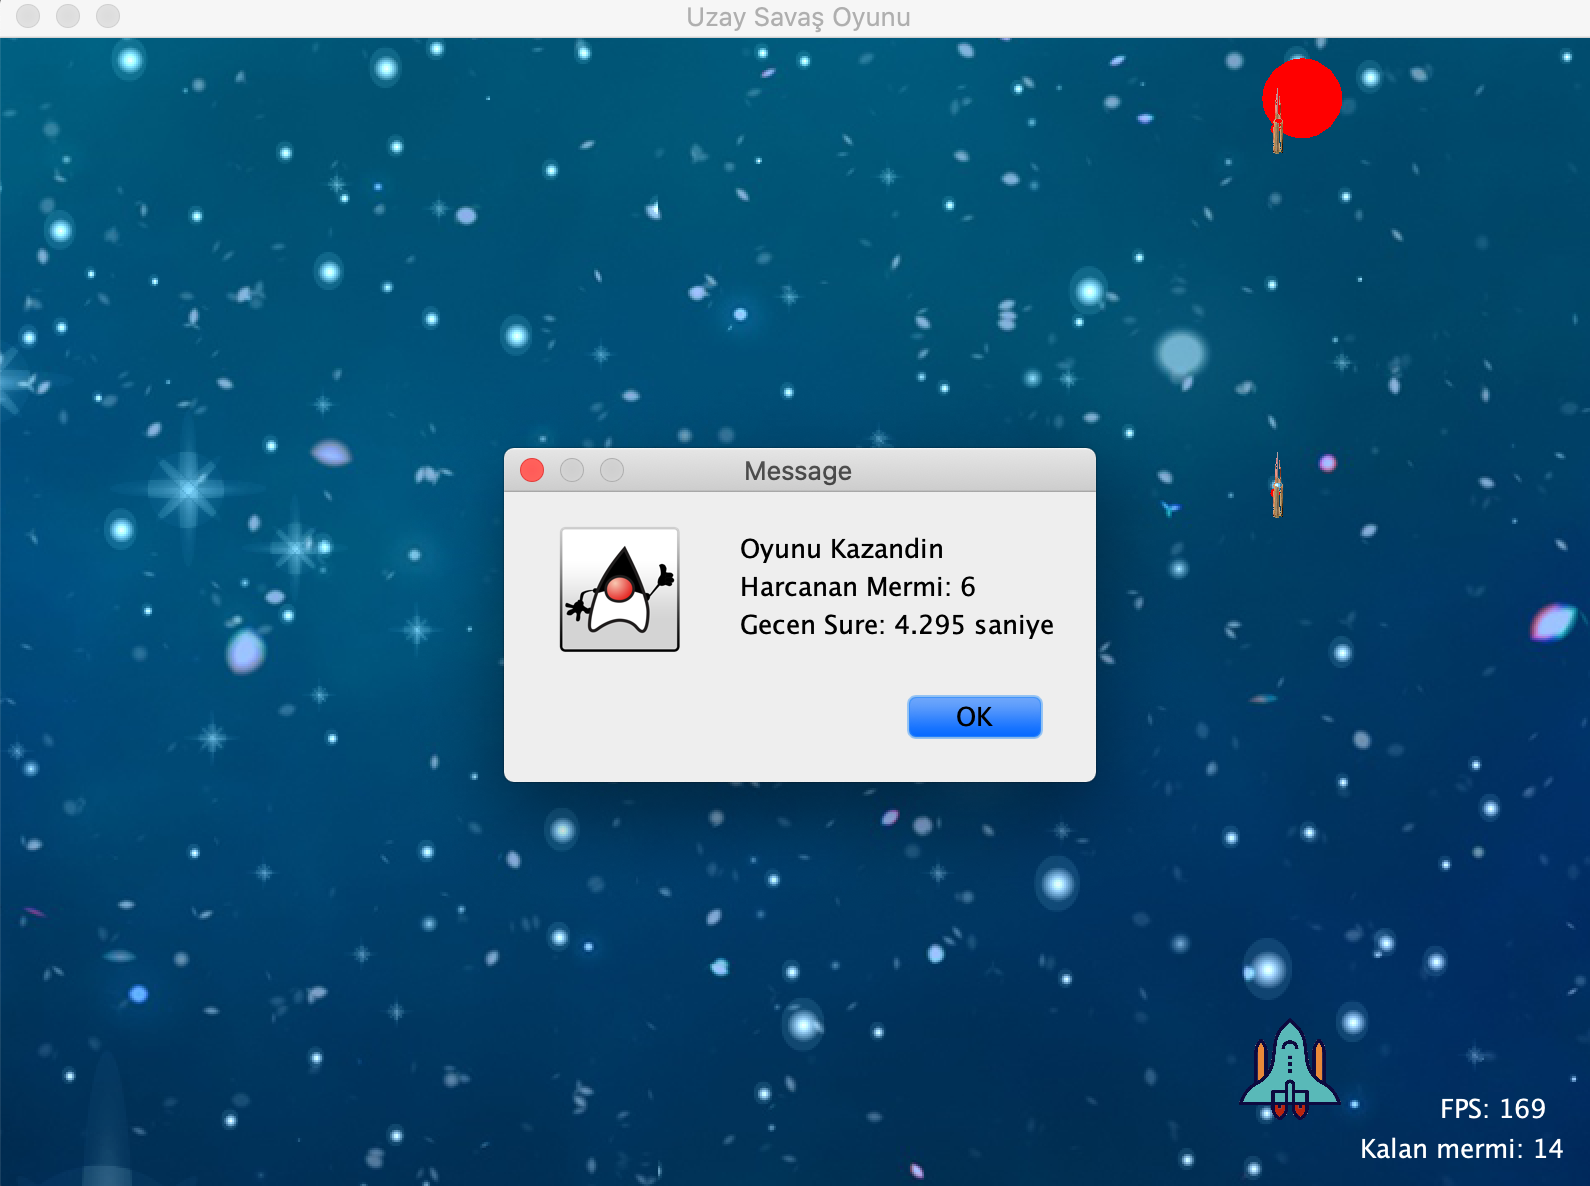 Uzay Savaş Oyunu
Message
Oyunu Kazandin
Harcanan Mermi: 6
Gecen Sure: 4.295 saniye
OK
FPS: 169
Kalan mermi: 14